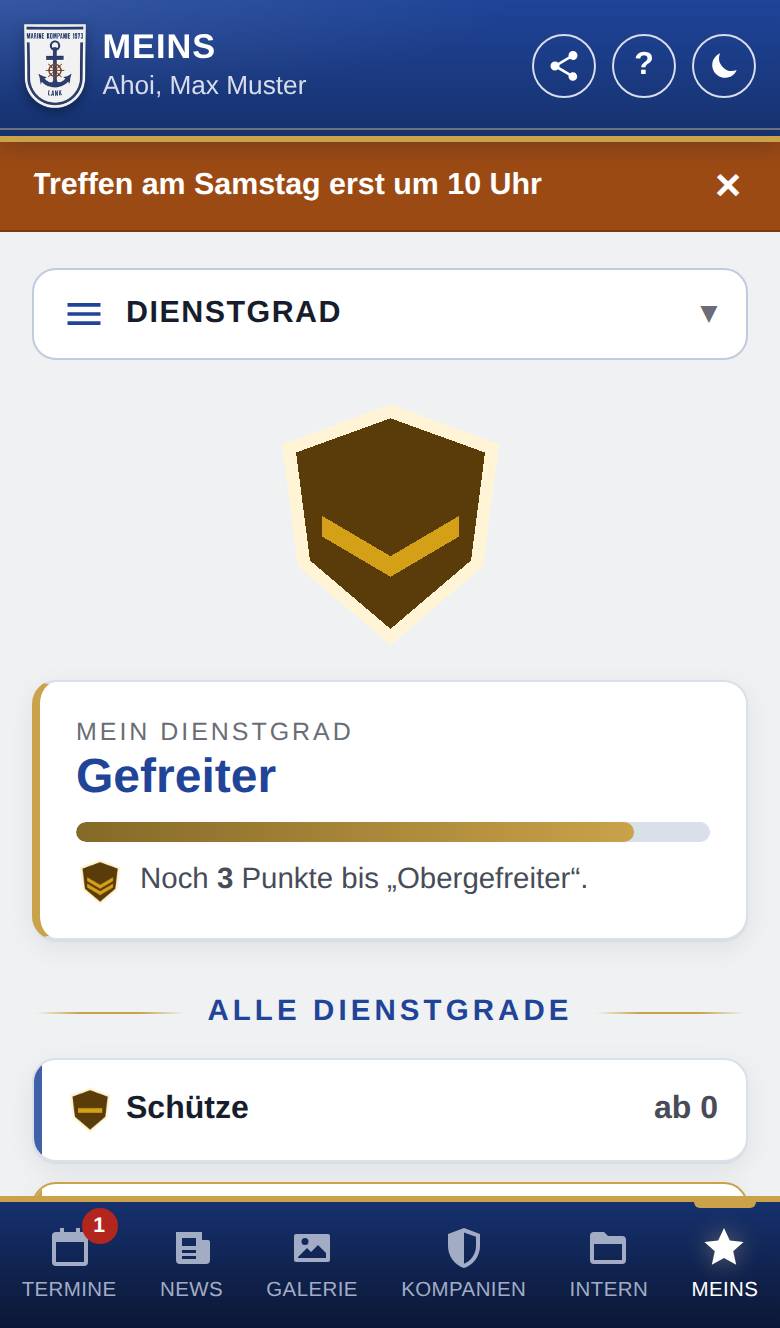 MARINE KOMPANIE 1973
LANK
MEINS
Ahoi, Max Muster
?
Treffen am Samstag erst um 10 Uhr
×
DIENSTGRAD
▼
MEIN DIENSTGRAD
Gefreiter
Noch 3 Punkte bis „Obergefreiter“.
ALLE DIENSTGRADE
Schütze ab 0
1
TERMINE NEWS GALERIE KOMPANIEN INTERN MEINS